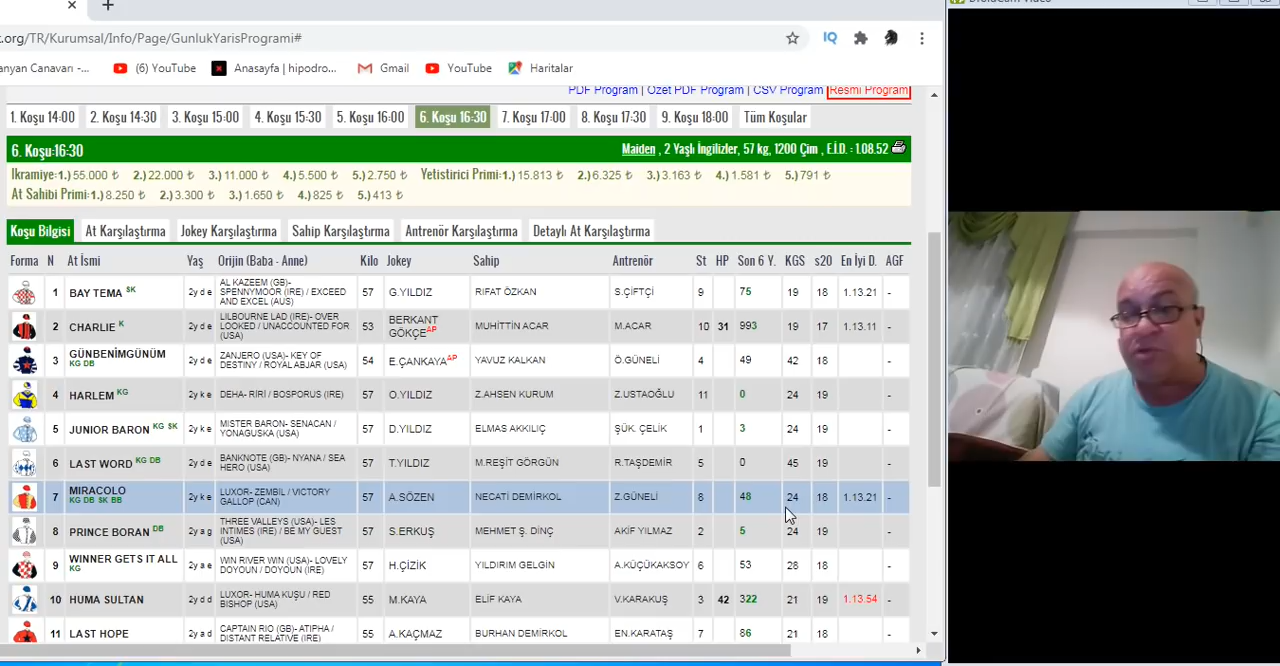 DroidCam Video
.org/TR/Kurumsal/Info/Page/GunlukYarisProgrami#
IQ
anyan Canavarı -... (6) YouTube Anasayfa | hipodro... Gmail YouTube Haritalar
PDF Program | Özet PDF Program | CSV Program Resmi Program
1. Koşu 14:00 2. Koşu 14:30 3. Koşu 15:00 4. Koşu 15:30 5. Koşu 16:00 6. Koşu 16:30 7. Koşu 17:00 8. Koşu 17:30 9. Koşu 18:00 Tüm Koşular
6. Koşu:16:30 Maiden , 2 Yaşlı İngilizler, 57 kg, 1200 Çim , E.İ.D. : 1.08.52
Ikramiye:1.) 55.000 ₺ 2.) 22.000 ₺ 3.) 11.000 ₺ 4.) 5.500 ₺ 5.) 2.750 ₺ Yetistirici Primi:1.) 15.813 ₺ 2.) 6.325 ₺ 3.) 3.163 ₺ 4.) 1.581 ₺ 5.) 791 ₺
At Sahibi Primi:1.) 8.250 ₺ 2.) 3.300 ₺ 3.) 1.650 ₺ 4.) 825 ₺ 5.) 413 ₺
Koşu Bilgisi At Karşılaştırma Jokey Karşılaştırma Sahip Karşılaştırma Antrenör Karşılaştırma Detaylı At Karşılaştırma
Forma N At İsmi Yaş Orijin (Baba - Anne) Kilo Jokey Sahip Antrenör St HP Son 6 Y. KGS s20 En İyi D. AGF
1 BAY TEMA SK 2y d e AL KAZEEM (GB)- SPENNYMOOR (IRE) / EXCEED AND EXCEL (AUS) 57 G.YILDIZ RIFAT ÖZKAN S.ÇİFTÇİ 9 75 19 18 1.13.21 -
2 CHARLIE K 2y d e LILBOURNE LAD (IRE)- OVER LOOKED / UNACCOUNTED FOR (USA) 53 BERKANT GÖKÇE AP MUHİTTİN ACAR M.ACAR 10 31 993 19 17 1.13.11 -
3 GÜNBENİMGÜNÜM KG DB 2y d e ZANJERO (USA)- KEY OF DESTINY / ROYAL ABJAR (USA) 54 E.ÇANKAYA AP YAVUZ KALKAN Ö.GÜNELİ 4 49 42 18 -
4 HARLEM KG 2y k e DEHA- RIRI / BOSPORUS (IRE) 57 O.YILDIZ Z.AHSEN KURUM Z.USTAOĞLU 11 0 24 19 -
5 JUNIOR BARON KG SK 2y k e MISTER BARON- SENACAN / YONAGUSKA (USA) 57 D.YILDIZ ELMAS AKKILIÇ ŞÜK. ÇELİK 1 3 24 19 -
6 LAST WORD KG DB 2y d e BANKNOTE (GB)- NYANA / SEA HERO (USA) 57 T.YILDIZ M.REŞİT GÖRGÜN R.TAŞDEMİR 5 0 45 19 -
7 MIRACOLO KG DB SK BB 2y k e LUXOR- ZEMBIL / VICTORY GALLOP (CAN) 57 A.SÖZEN NECATİ DEMİRKOL Z.GÜNELİ 8 48 24 18 1.13.21 -
8 PRINCE BORAN DB 2y a g THREE VALLEYS (USA)- LES INTIMES (IRE) / BE MY GUEST (USA) 57 S.ERKUŞ MEHMET Ş. DİNÇ AKİF YILMAZ 2 5 24 19 -
9 WINNER GETS IT ALL KG 2y a e WIN RIVER WIN (USA)- LOVELY DOYOUN / DOYOUN (IRE) 57 H.ÇİZİK YILDIRIM GELGİN A.KÜÇÜKAKSOY 6 53 28 18 -
10 HUMA SULTAN 2y d d LUXOR- HUMA KUŞU / RED BISHOP (USA) 55 M.KAYA ELİF KAYA V.KARAKUŞ 3 42 322 21 19 1.13.54 -
11 LAST HOPE 2y a d CAPTAIN RIO (GB)- ATIPHA / DISTANT RELATIVE (IRE) 55 A.KAÇMAZ BURHAN DEMİRKOL EN.KARATAŞ 7 86 21 18 -